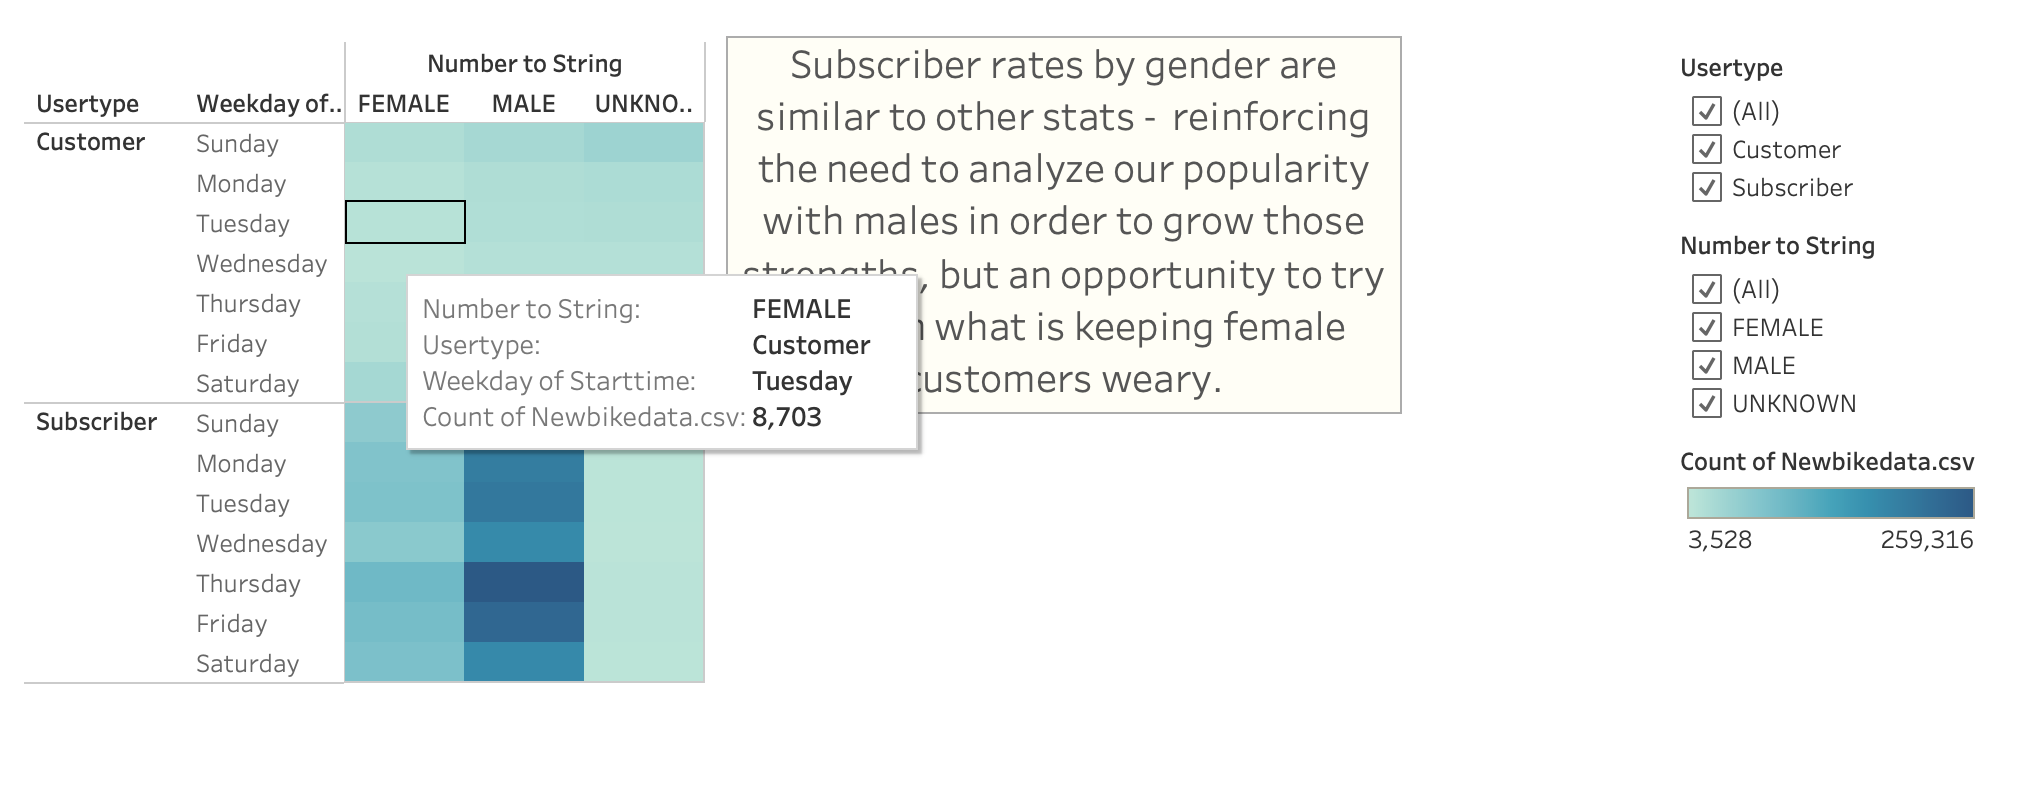 Number to String
Usertype Weekday of.. FEMALE MALE UNKNO..
Customer Sunday
Monday
Tuesday
Wednesday
Thursday
Friday
Saturday
Subscriber Sunday
Monday
Tuesday
Wednesday
Thursday
Friday
Saturday
Subscriber rates by gender are
similar to other stats - reinforcing
the need to analyze our popularity
with males in order to grow those
strengths, but an opportunity to try
what is keeping female
customers weary.
Number to String: FEMALE
Usertype: Customer
Weekday of Starttime: Tuesday
Count of Newbikedata.csv: 8,703
Usertype
(All)
Customer
Subscriber
Number to String
(All)
FEMALE
MALE
UNKNOWN
Count of Newbikedata.csv
3,528 259,316